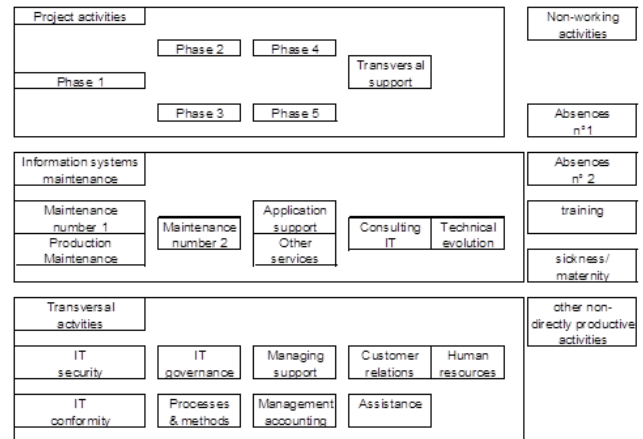 Project activities
Non-working
activities
Phase 2
Phase 4
Transversal
support
Phase 1
Phase 3
Phase 5
Absences
n°1
Information systems
maintenance
Absences
n° 2
Maintenance
number 1
Production
Maintenance
Maintenance
number 2
Application
support
Other
services
Consulting
IT
Technical
evolution
training
sickness/
maternity
Transversal
actvities
other non-
directly productive
activities
IT
security
IT
governance
Managing
support
Customer
relations
Human
resources
IT
conformity
Processes
& methods
Management
accounting
Assistance